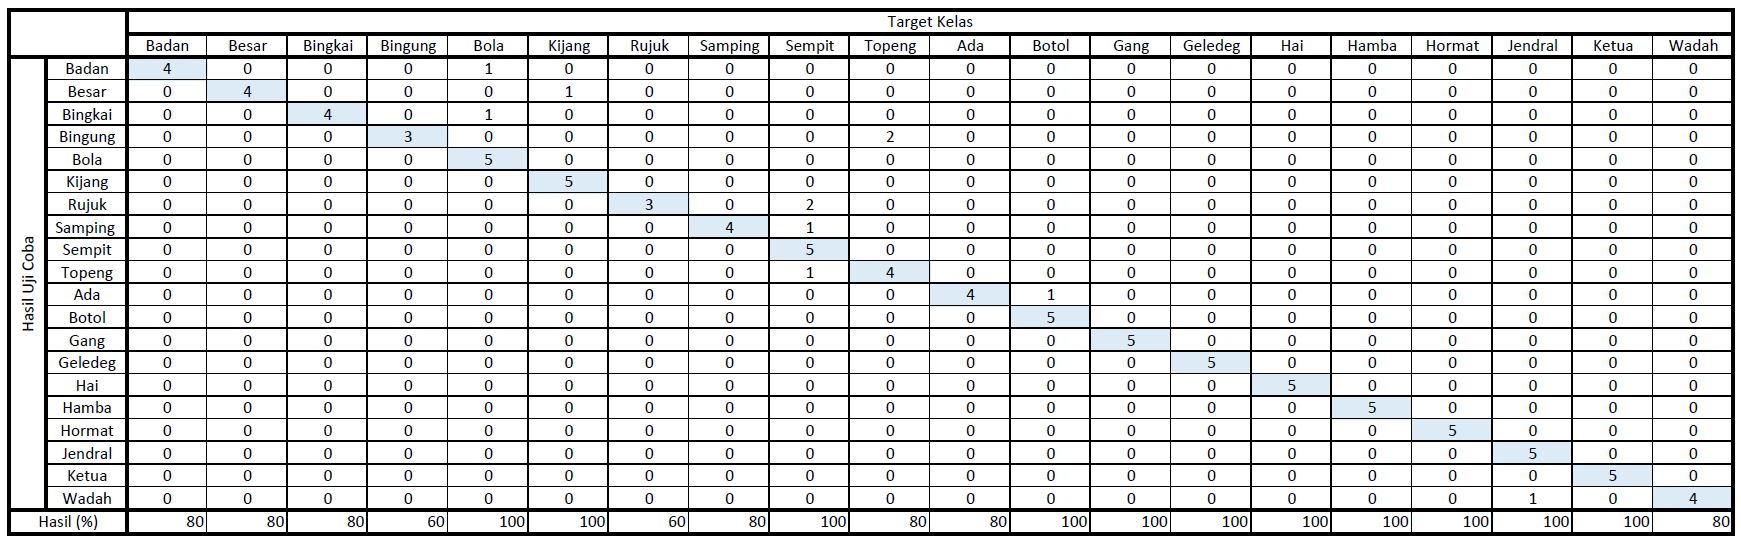 Target Kelas
Badan Besar Bingkai Bingung Bola Kijang Rujuk Samping Sempit Topeng Ada Botol Gang Geledeg Hai Hamba Hormat Jendral Ketua Wadah
Hasil Uji Coba
Badan 4 0 0 0 1 0 0 0 0 0 0 0 0 0 0 0 0 0 0 0
Besar 0 4 0 0 0 1 0 0 0 0 0 0 0 0 0 0 0 0 0 0
Bingkai 0 0 4 0 1 0 0 0 0 0 0 0 0 0 0 0 0 0 0 0
Bingung 0 0 0 3 0 0 0 0 0 2 0 0 0 0 0 0 0 0 0 0
Bola 0 0 0 0 5 0 0 0 0 0 0 0 0 0 0 0 0 0 0 0
Kijang 0 0 0 0 0 5 0 0 0 0 0 0 0 0 0 0 0 0 0 0
Rujuk 0 0 0 0 0 0 3 0 2 0 0 0 0 0 0 0 0 0 0 0
Samping 0 0 0 0 0 0 0 4 1 0 0 0 0 0 0 0 0 0 0 0
Sempit 0 0 0 0 0 0 0 0 5 0 0 0 0 0 0 0 0 0 0 0
Topeng 0 0 0 0 0 0 0 0 1 4 0 0 0 0 0 0 0 0 0 0
Ada 0 0 0 0 0 0 0 0 0 0 4 1 0 0 0 0 0 0 0 0
Botol 0 0 0 0 0 0 0 0 0 0 0 5 0 0 0 0 0 0 0 0
Gang 0 0 0 0 0 0 0 0 0 0 0 0 5 0 0 0 0 0 0 0
Geledeg 0 0 0 0 0 0 0 0 0 0 0 0 0 5 0 0 0 0 0 0
Hai 0 0 0 0 0 0 0 0 0 0 0 0 0 0 5 0 0 0 0 0
Hamba 0 0 0 0 0 0 0 0 0 0 0 0 0 0 0 5 0 0 0 0
Hormat 0 0 0 0 0 0 0 0 0 0 0 0 0 0 0 0 5 0 0 0
Jendral 0 0 0 0 0 0 0 0 0 0 0 0 0 0 0 0 0 5 0 0
Ketua 0 0 0 0 0 0 0 0 0 0 0 0 0 0 0 0 0 0 5 0
Wadah 0 0 0 0 0 0 0 0 0 0 0 0 0 0 0 0 0 1 0 4
Hasil (%) 80 80 80 60 100 100 60 80 100 80 80 100 100 100 100 100 100 100 100 80